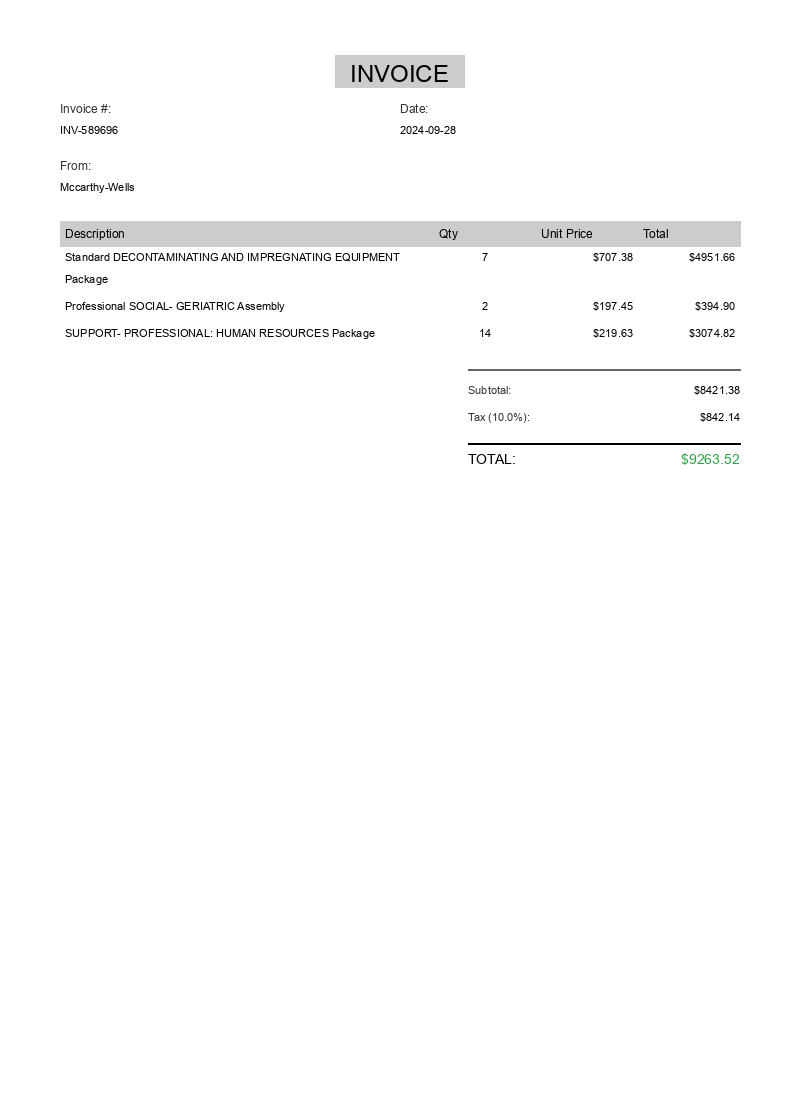 INVOICE
Invoice #: Date:
INV-589696 2024-09-28
From:
Mccarthy-Wells
Description Qty Unit Price Total
Standard DECONTAMINATING AND IMPREGNATING EQUIPMENT 7 $707.38 $4951.66
Package
Professional SOCIAL- GERIATRIC Assembly 2 $197.45 $394.90
SUPPORT- PROFESSIONAL: HUMAN RESOURCES Package 14 $219.63 $3074.82
Subtotal: $8421.38
Tax (10.0%): $842.14
TOTAL: $9263.52